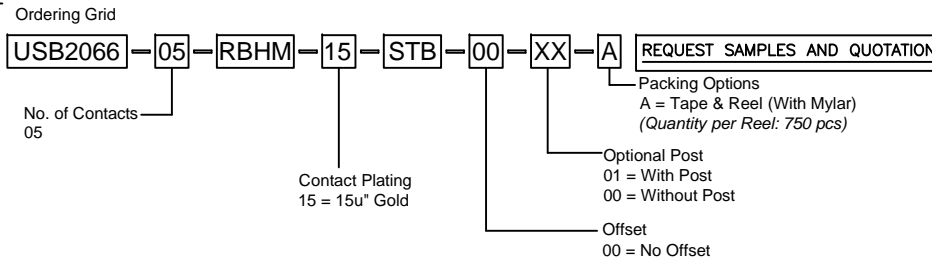 Ordering Grid
USB2066 - 05 - RBHM - 15 - STB - 00 - XX - A REQUEST SAMPLES AND QUOTATION
Packing Options
A = Tape & Reel (With Mylar)
(Quantity per Reel: 750 pcs)
No. of Contacts
05
Optional Post
01 = With Post
00 = Without Post
Contact Plating
15 = 15u" Gold
Offset
00 = No Offset